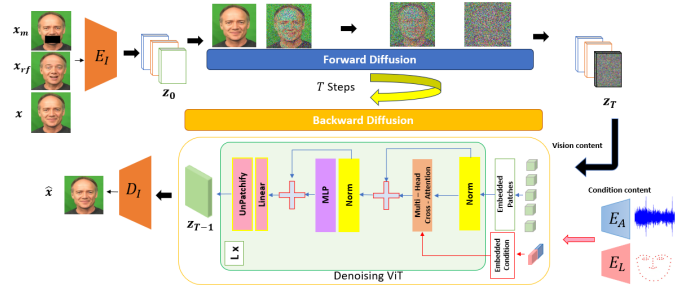 x_m
x_rf
x
E_I
z_0
Forward Diffusion
T Steps
z_T
Backward Diffusion
Vision content
Condition content
x̂
D_I
z_{T−1}
UnPatchify
Linear
MLP
Norm
Multi – Head
Cross - Attention
Norm
Embedded
Patches
Embedded
Condition
L x
Denoising ViT
E_A
E_L